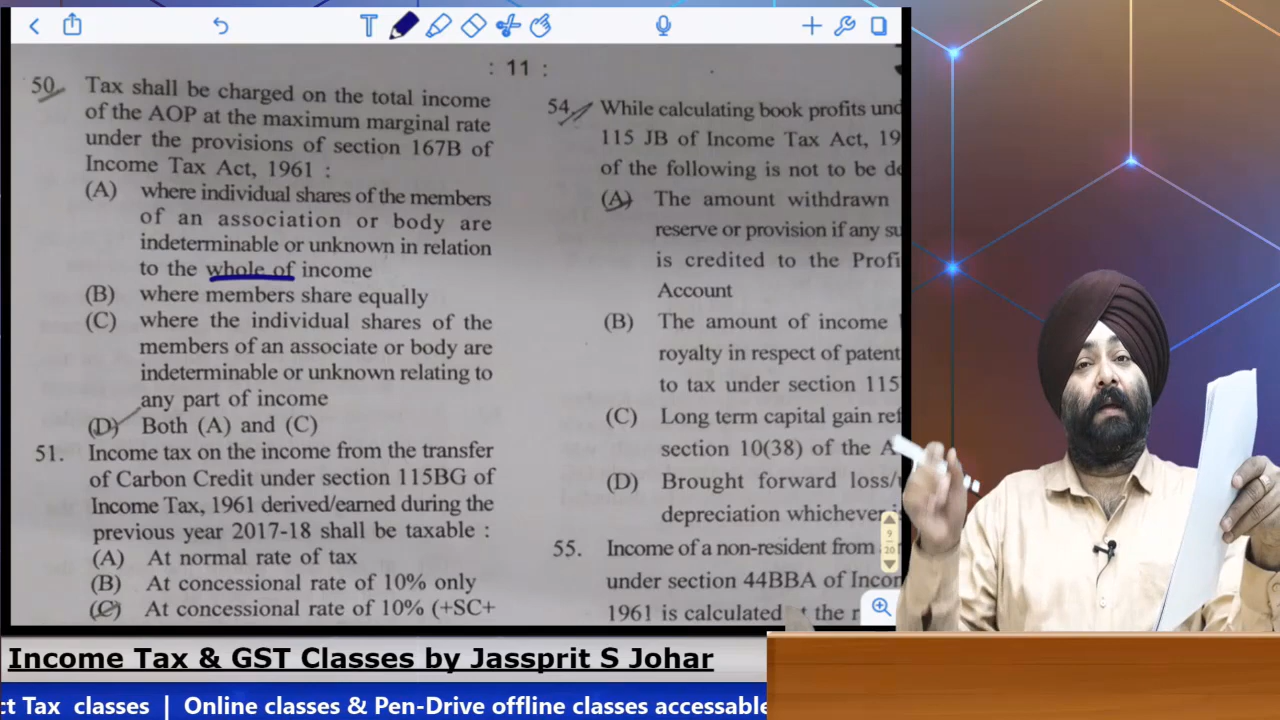 : 11 :
50. Tax shall be charged on the total income
of the AOP at the maximum marginal rate
under the provisions of section 167B of
Income Tax Act, 1961 :
(A) where individual shares of the members
of an association or body are
indeterminable or unknown in relation
to the whole of income
(B) where members share equally
(C) where the individual shares of the
members of an associate or body are
indeterminable or unknown relating to
any part of income
(D) Both (A) and (C)
51. Income tax on the income from the transfer
of Carbon Credit under section 115BG of
Income Tax, 1961 derived/earned during the
previous year 2017-18 shall be taxable :
(A) At normal rate of tax
(B) At concessional rate of 10% only
(C) At concessional rate of 10% (+SC+
54. While calculating book profits und
115 JB of Income Tax Act, 19
of the following is not to be de
(A) The amount withdrawn
reserve or provision if any su
is credited to the Profi
Account
(B) The amount of income
royalty in respect of patent
to tax under section 115
(C) Long term capital gain ref
section 10(38) of the A
(D) Brought forward loss/
depreciation whichever
55. Income of a non-resident from
under section 44BBA of Incom
1961 is calculated the r
9
20
Income Tax & GST Classes by Jassprit S Johar
ct Tax classes | Online classes & Pen-Drive offline classes accessable